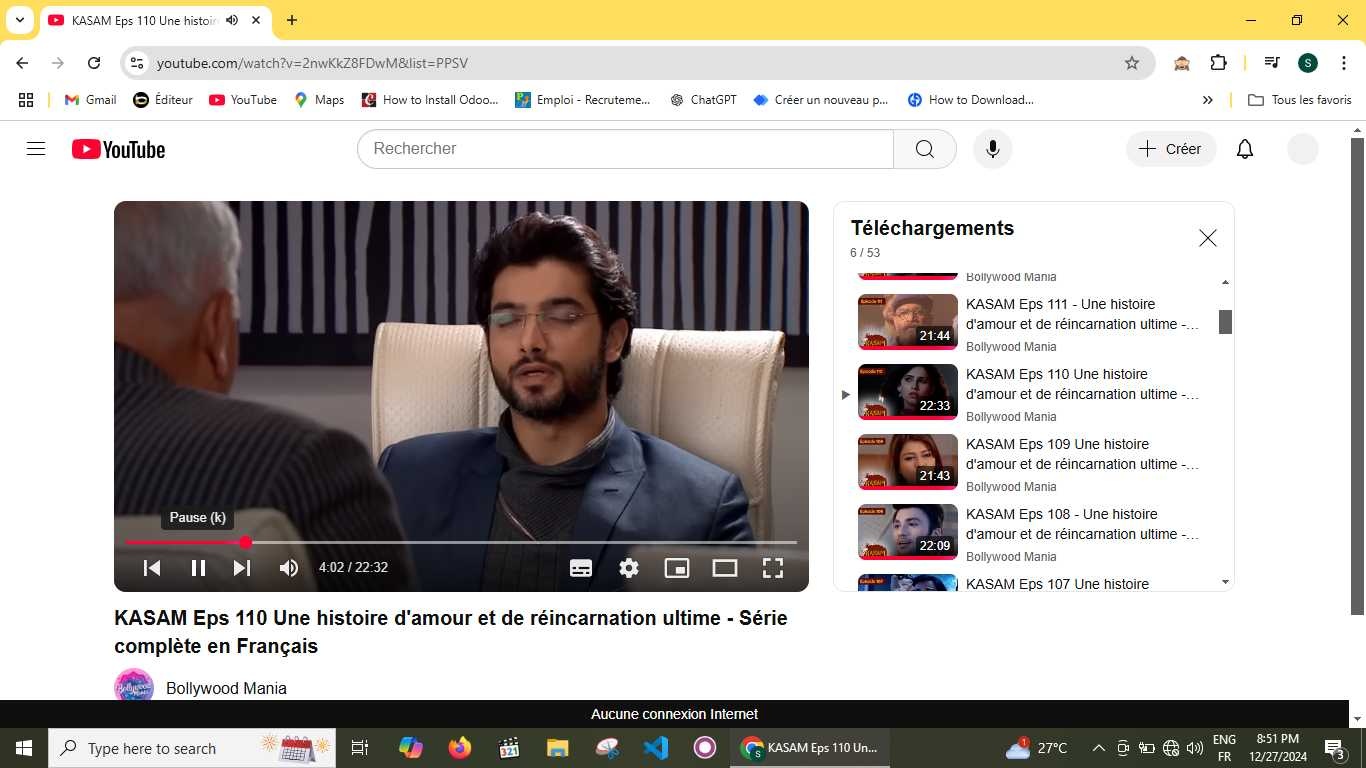 KASAM Eps 110 Une histoir
youtube.com/watch?v=2nwKkZ8FDwM&list=PPSV
S
Gmail
Éditeur
YouTube
Maps
How to Install Odoo...
Emploi - Recruteme...
ChatGPT
Créer un nouveau p...
How to Download...
Tous les favoris
YouTube
Rechercher
Créer
Téléchargements
6 / 53
Bollywood Mania
KASAM Eps 111 - Une histoire
d'amour et de réincarnation ultime -...
21:44
Bollywood Mania
KASAM Eps 110 Une histoire
d'amour et de réincarnation ultime -...
22:33
Bollywood Mania
KASAM Eps 109 Une histoire
d'amour et de réincarnation ultime -...
21:43
Bollywood Mania
KASAM Eps 108 - Une histoire
d'amour et de réincarnation ultime -...
22:09
Bollywood Mania
KASAM Eps 107 Une histoire
Pause (k)
4:02 / 22:32
KASAM Eps 110 Une histoire d'amour et de réincarnation ultime - Série
complète en Français
Bollywood Mania
Aucune connexion Internet
Type here to search
KASAM Eps 110 Un...
27°C
ENG
FR
8:51 PM
12/27/2024
3